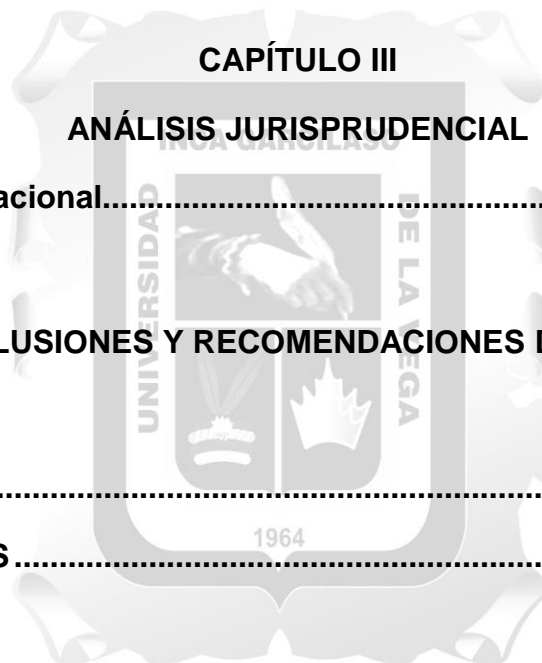 CAPÍTULO III
ANÁLISIS JURISPRUDENCIAL
INCA GARCILASO
acional..............................................
UNIVERSIDAD
DE LA VEGA
LUSIONES Y RECOMENDACIONES D
..........................................................
1964
S..........................................................